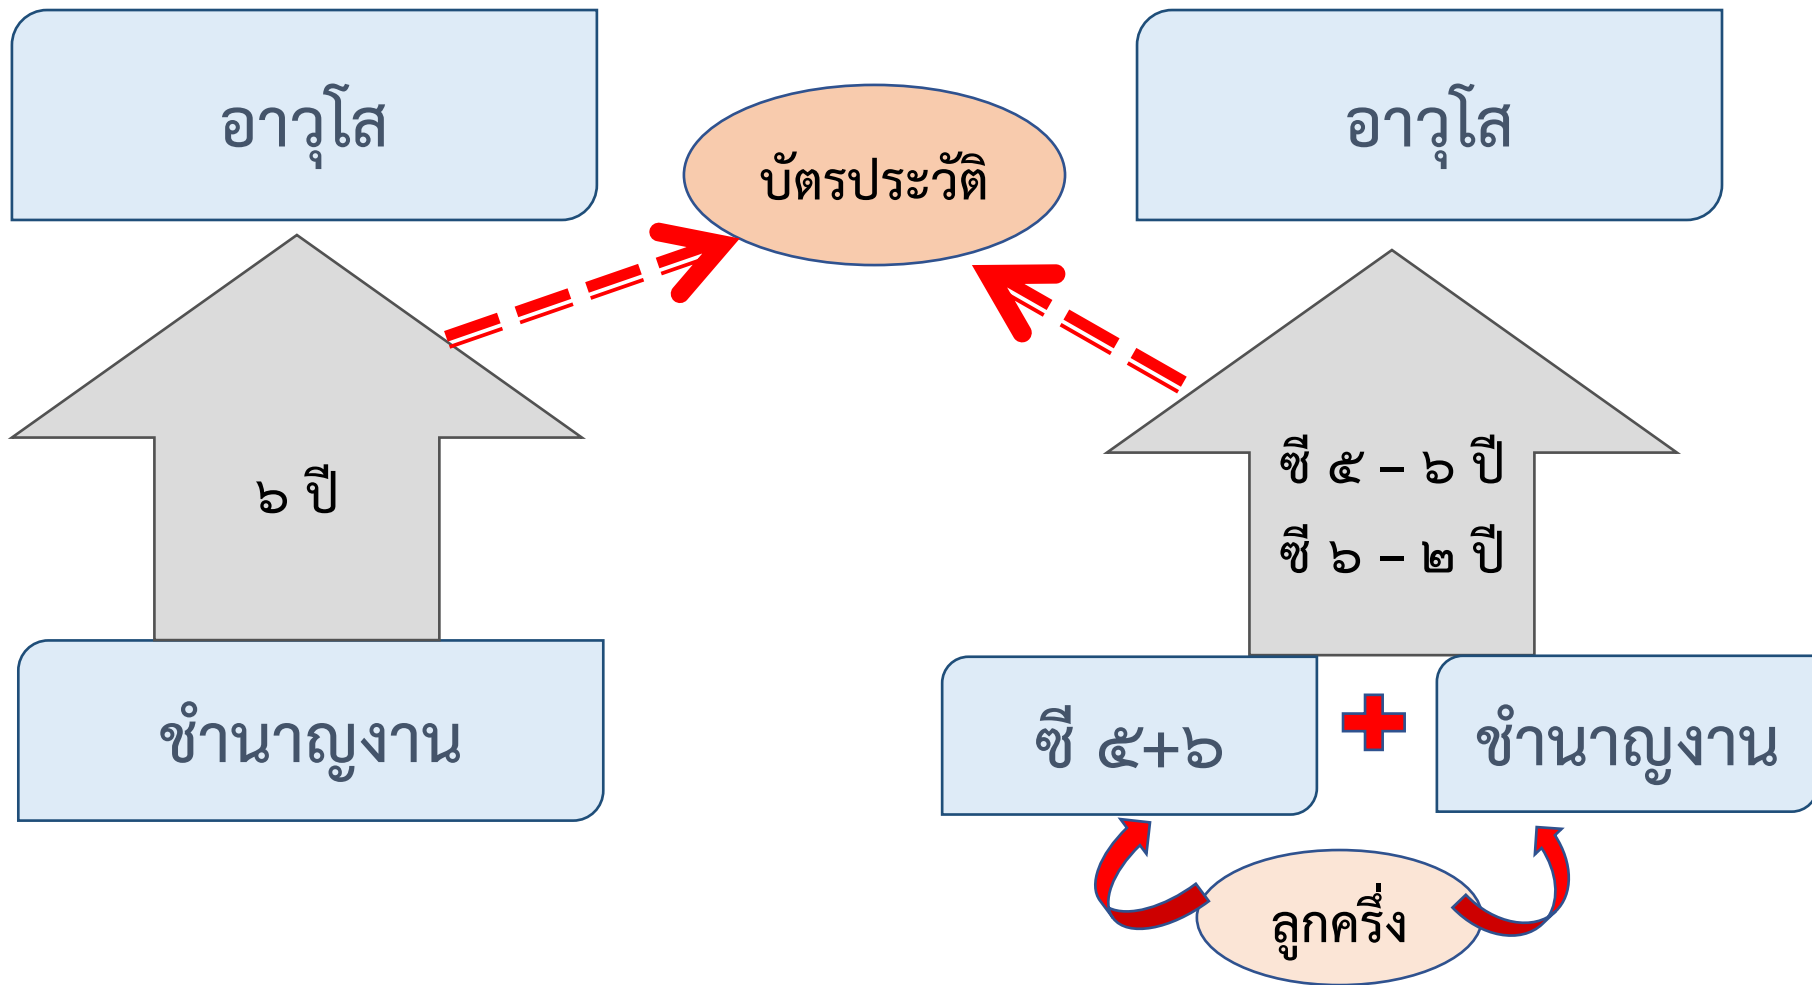 อาวุโส
บัตรประวัติ
อาวุโส
๖ ปี
ซี ๕ – ๖ ปี
ซี ๖ – ๒ ปี
ชำนาญงาน
ซี ๕+๖
ชำนาญงาน
ลูกครึ่ง